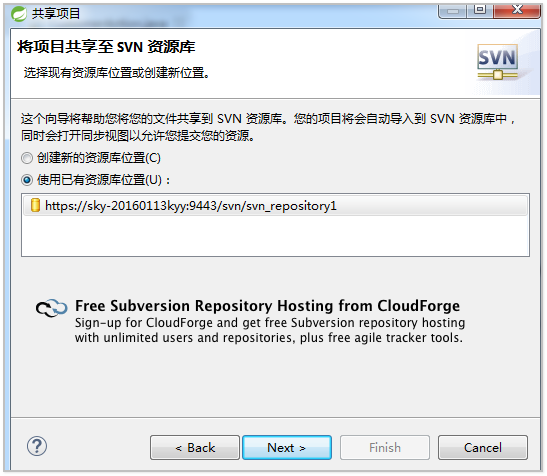 共享项目
将项目共享至 SVN 资源库
选择现有资源库位置或创建新位置。
SVN
这个向导将帮助您将您的文件共享到 SVN 资源库。您的项目将会自动导入到 SVN 资源库中，
同时会打开同步视图以允许您提交您的资源。
创建新的资源库位置(C)
使用已有资源库位置(U)：
https://sky-20160113kyy:9443/svn/svn_repository1
Free Subversion Repository Hosting from CloudForge
Sign-up for CloudForge and get free Subversion repository hosting
with unlimited users and repositories, plus free agile tracker tools.
?
< Back
Next >
Finish
Cancel